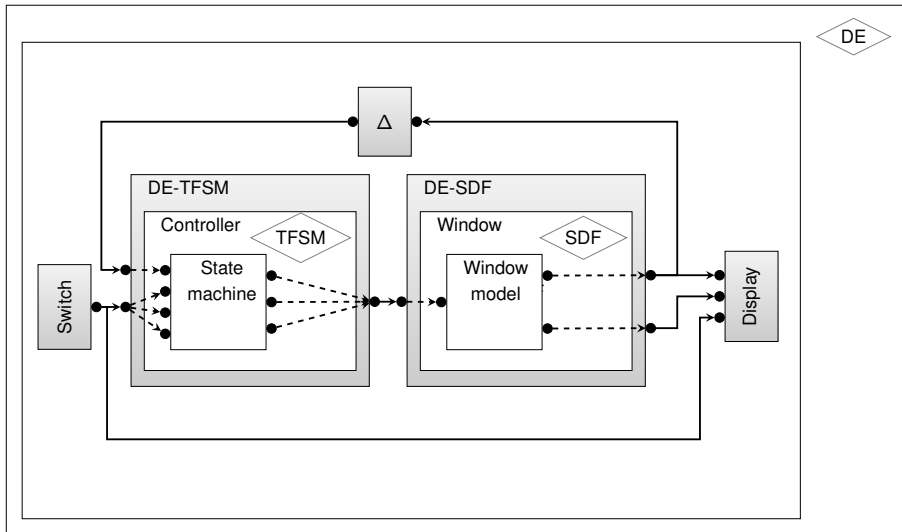 DE
Δ
DE-TFSM
DE-SDF
Controller
TFSM
Window
SDF
State
machine
Window
model
Switch
Display